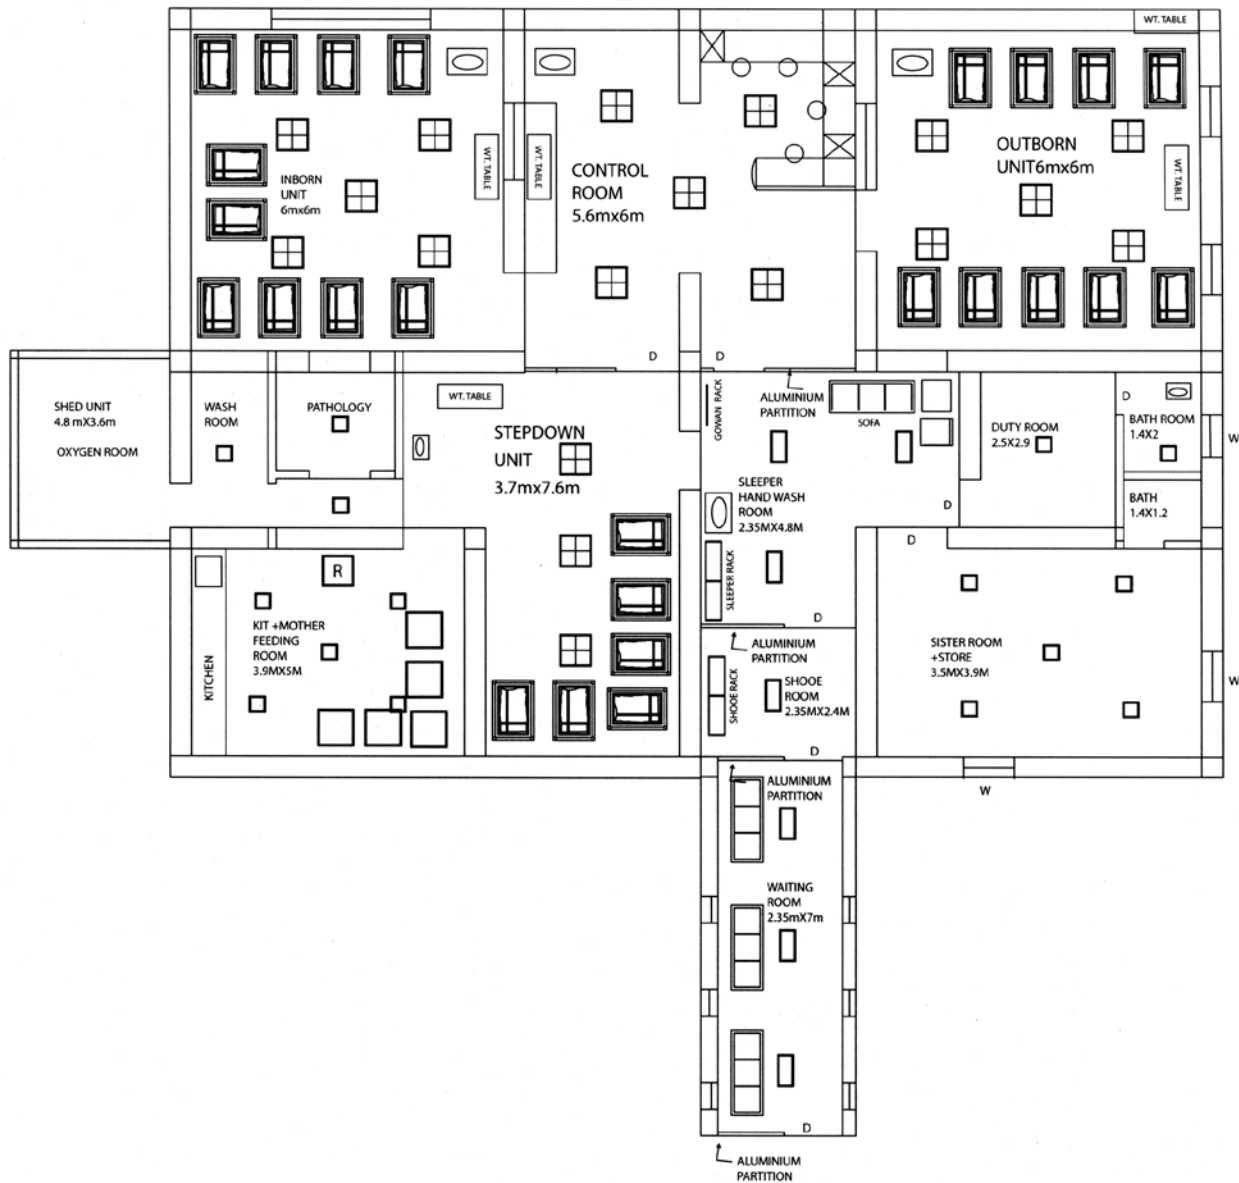 WT. TABLE
INBORN
UNIT
6mx6m
WT. TABLE
WT. TABLE
CONTROL
ROOM
5.6mx6m
OUTBORN
UNIT6mx6m
WT. TABLE
D
D
SHED UNIT
4.8 mX3.6m
OXYGEN ROOM
WASH
ROOM
PATHOLOGY
WT. TABLE
STEPDOWN
UNIT
3.7mx7.6m
GOWAN RACK
ALUMINIUM
PARTITION
SOFA
SLEEPER
HAND WASH
ROOM
2.35MX4.8M
D
DUTY ROOM
2.5X2.9
D
BATH ROOM
1.4X2
W
BATH
1.4X1.2
D
R
KIT +MOTHER
FEEDING
ROOM
3.9MX5M
KITCHEN
SLEEPER RACK
D
ALUMINIUM
PARTITION
SHOOE RACK
SHOOE
ROOM
2.35MX2.4M
SISTER ROOM
+STORE
3.5MX3.9M
W
D
ALUMINIUM
PARTITION
W
WAITING
ROOM
2.35mX7m
D
ALUMINIUM
PARTITION